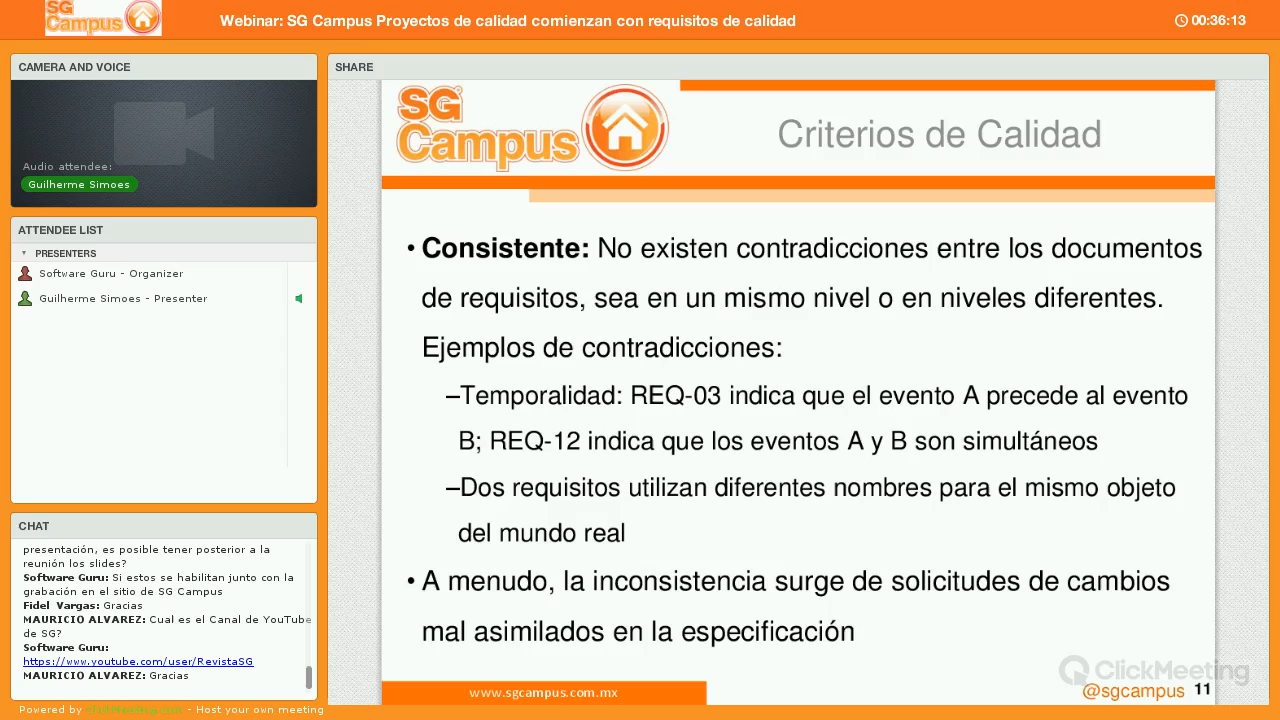 SG
Campus
Webinar: SG Campus Proyectos de calidad comienzan con requisitos de calidad
00:36:13
CAMERA AND VOICE
Audio attendee:
Guilherme Simoes
ATTENDEE LIST
PRESENTERS
Software Guru - Organizer
Guilherme Simoes - Presenter
CHAT
presentación, es posible tener posterior a la
reunión los slides?
Software Guru: Si estos se habilitan junto con la
grabación en el sitio de SG Campus
Fidel Vargas: Gracias
MAURICIO ALVAREZ: Cual es el Canal de YouTube
de SG?
Software Guru:
https://www.youtube.com/user/RevistaSG
MAURICIO ALVAREZ: Gracias
Powered by ClickMeeting.com - Host your own meeting
SHARE
SG
Campus
Criterios de Calidad
• Consistente: No existen contradicciones entre los documentos
de requisitos, sea en un mismo nivel o en niveles diferentes.
Ejemplos de contradicciones:
–Temporalidad: REQ-03 indica que el evento A precede al evento
B; REQ-12 indica que los eventos A y B son simultáneos
–Dos requisitos utilizan diferentes nombres para el mismo objeto
del mundo real
• A menudo, la inconsistencia surge de solicitudes de cambios
mal asimilados en la especificación
www.sgcampus.com.mx
ClickMeeting
@sgcampus 11